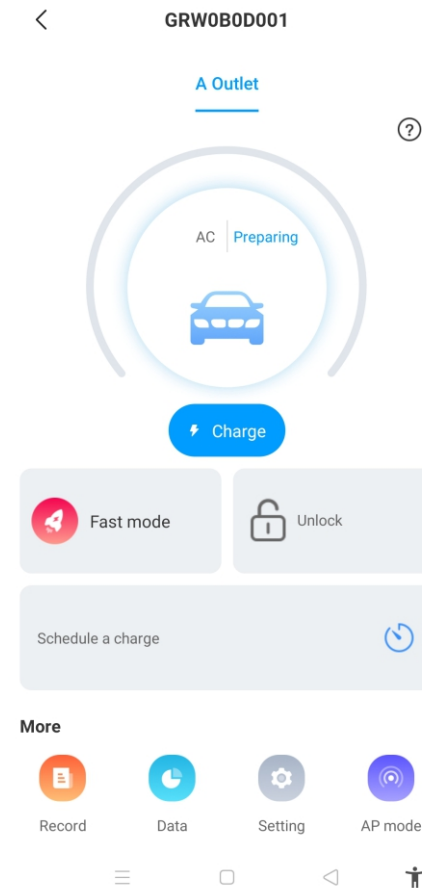 GRW0B0D001
A Outlet
?
AC Preparing
Charge
Fast mode
Unlock
Schedule a charge
More
Record Data Setting AP mode